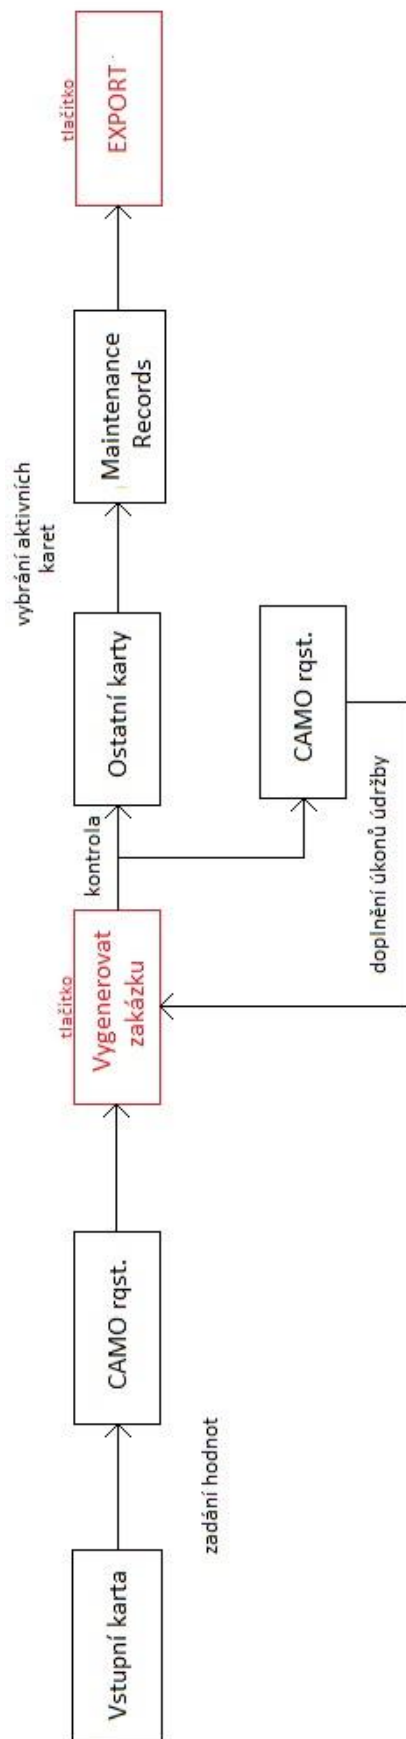 Vstupní karta
zadání hodnot
CAMO rqst.
tlačítko
Vygenerovat
zakázku
kontrola
doplnění úkonů údržby
CAMO rqst.
Ostatní karty
vybrání aktivních
karet
Maintenance
Records
tlačítko
EXPORT